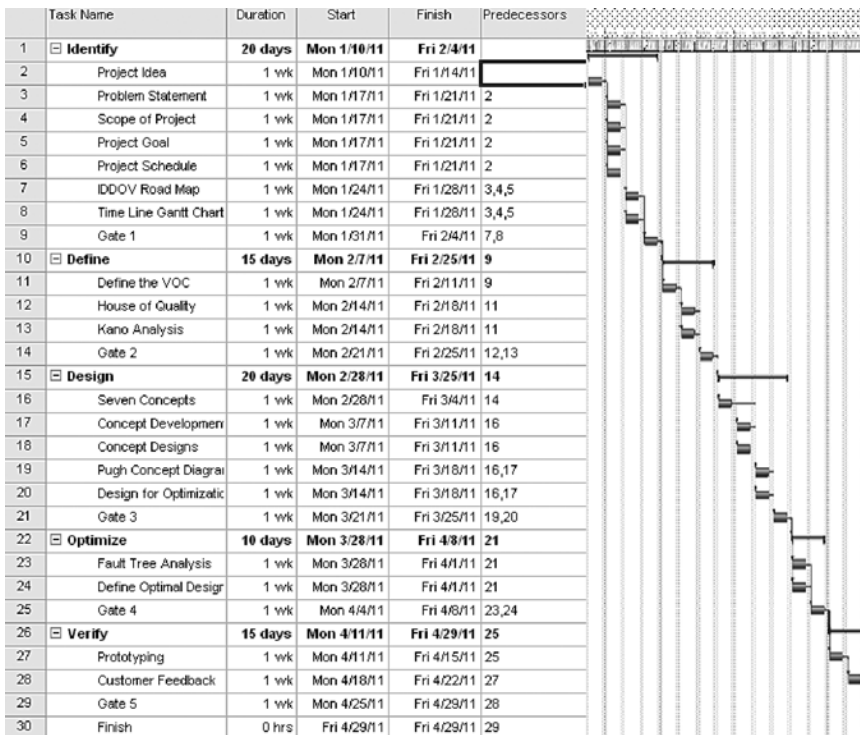 Task Name Duration Start Finish Predecessors
1 Identify 20 days Mon 1/10/11 Fri 2/4/11
2 Project Idea 1 wk Mon 1/10/11 Fri 1/14/11
3 Problem Statement 1 wk Mon 1/17/11 Fri 1/21/11 2
4 Scope of Project 1 wk Mon 1/17/11 Fri 1/21/11 2
5 Project Goal 1 wk Mon 1/17/11 Fri 1/21/11 2
6 Project Schedule 1 wk Mon 1/17/11 Fri 1/21/11 2
7 IDDOV Road Map 1 wk Mon 1/24/11 Fri 1/28/11 3,4,5
8 Time Line Gantt Chart 1 wk Mon 1/24/11 Fri 1/28/11 3,4,5
9 Gate 1 1 wk Mon 1/31/11 Fri 2/4/11 7,8
10 Define 15 days Mon 2/7/11 Fri 2/25/11 9
11 Define the VOC 1 wk Mon 2/7/11 Fri 2/11/11 9
12 House of Quality 1 wk Mon 2/14/11 Fri 2/18/11 11
13 Kano Analysis 1 wk Mon 2/14/11 Fri 2/18/11 11
14 Gate 2 1 wk Mon 2/21/11 Fri 2/25/11 12,13
15 Design 20 days Mon 2/28/11 Fri 3/25/11 14
16 Seven Concepts 1 wk Mon 2/28/11 Fri 3/4/11 14
17 Concept Developmen 1 wk Mon 3/7/11 Fri 3/11/11 16
18 Concept Designs 1 wk Mon 3/7/11 Fri 3/11/11 16
19 Pugh Concept Diagra 1 wk Mon 3/14/11 Fri 3/18/11 16,17
20 Design for Optimizatic 1 wk Mon 3/14/11 Fri 3/18/11 16,17
21 Gate 3 1 wk Mon 3/21/11 Fri 3/25/11 19,20
22 Optimize 10 days Mon 3/28/11 Fri 4/8/11 21
23 Fault Tree Analysis 1 wk Mon 3/28/11 Fri 4/1/11 21
24 Define Optimal Desigr 1 wk Mon 3/28/11 Fri 4/1/11 21
25 Gate 4 1 wk Mon 4/4/11 Fri 4/8/11 23,24
26 Verify 15 days Mon 4/11/11 Fri 4/29/11 25
27 Prototyping 1 wk Mon 4/11/11 Fri 4/15/11 25
28 Customer Feedback 1 wk Mon 4/18/11 Fri 4/22/11 27
29 Gate 5 1 wk Mon 4/25/11 Fri 4/29/11 28
30 Finish 0 hrs Fri 4/29/11 Fri 4/29/11 29